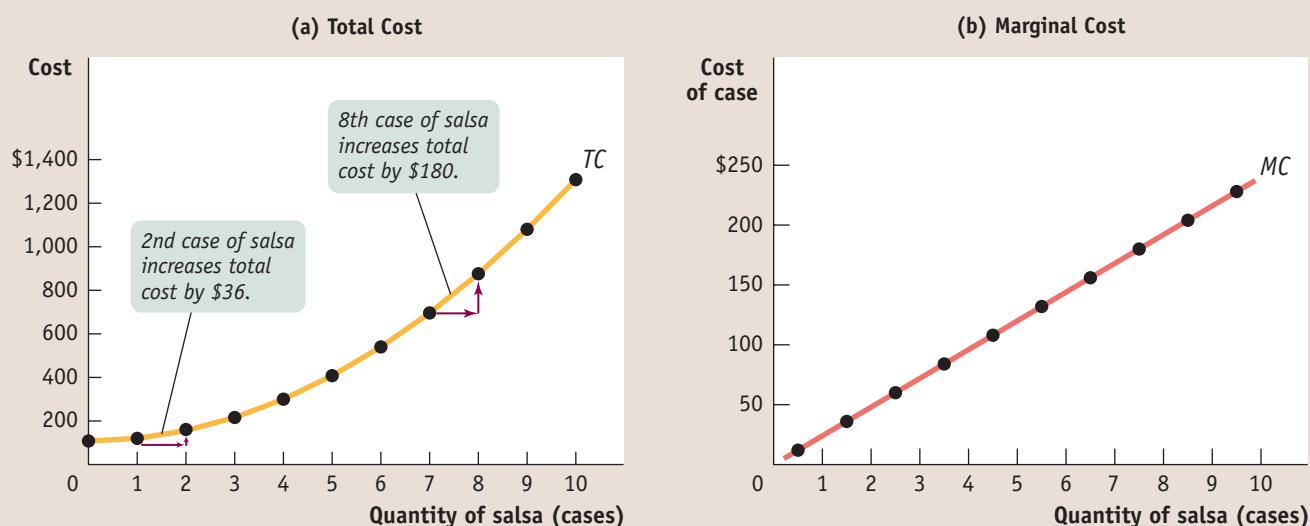 (a) Total Cost
Cost
$1,400
1,200
1,000
800
600
400
200
0 1 2 3 4 5 6 7 8 9 10
Quantity of salsa (cases)
2nd case of salsa
increases total
cost by $36.
8th case of salsa
increases total
cost by $180.
TC
(b) Marginal Cost
Cost
of case
$250
200
150
100
50
0 1 2 3 4 5 6 7 8 9 10
Quantity of salsa (cases)
MC